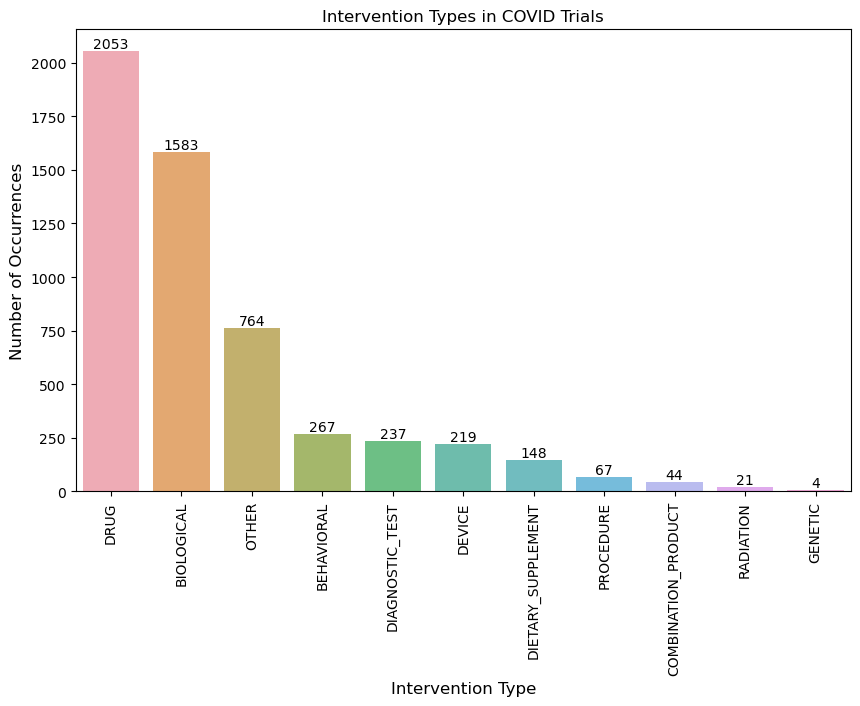 Intervention Types in COVID Trials
Number of Occurrences
2000
1750
1500
1250
1000
750
500
250
0
2053
1583
764
267
237
219
148
67
44
21
4
DRUG
BIOLOGICAL
OTHER
BEHAVIORAL
DIAGNOSTIC_TEST
DEVICE
DIETARY_SUPPLEMENT
PROCEDURE
COMBINATION_PRODUCT
RADIATION
GENETIC
Intervention Type